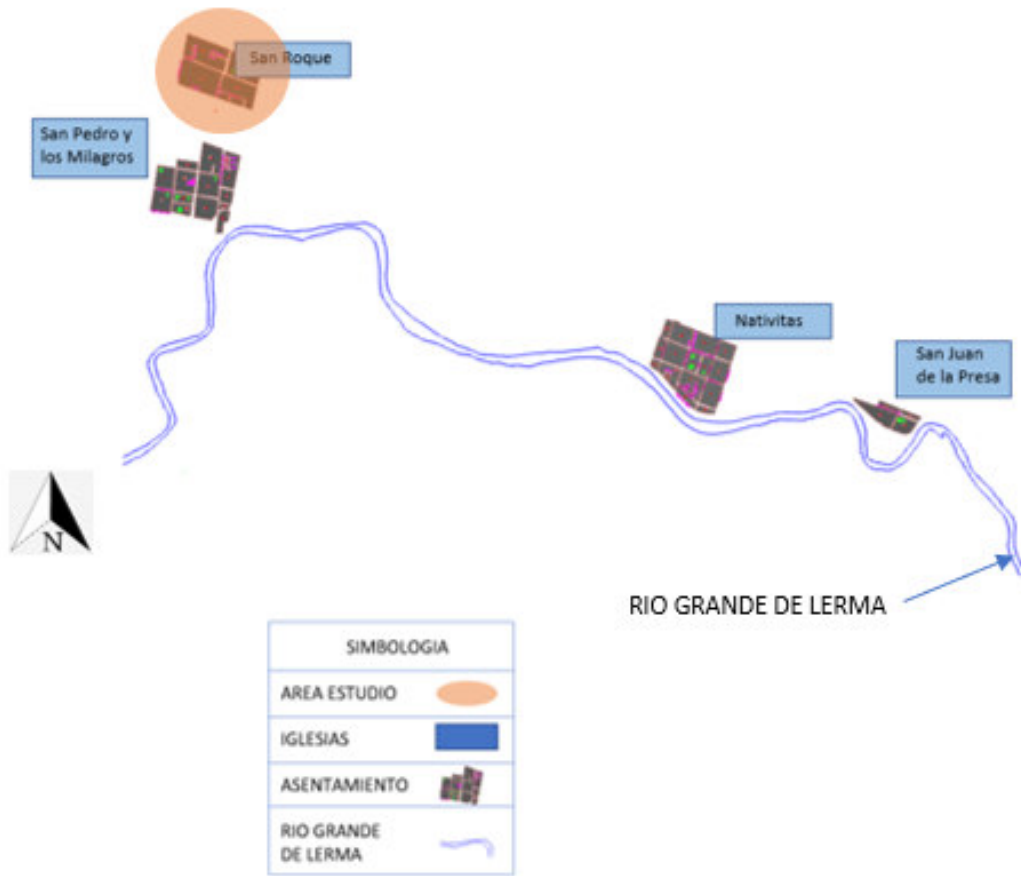 San Roque
San Pedro y
los Milagros
Nativitas
San Juan
de la Presa
N
RIO GRANDE DE LERMA
SIMBOLOGIA
AREA ESTUDIO
IGLESIAS
ASENTAMIENTO
RIO GRANDE
DE LERMA